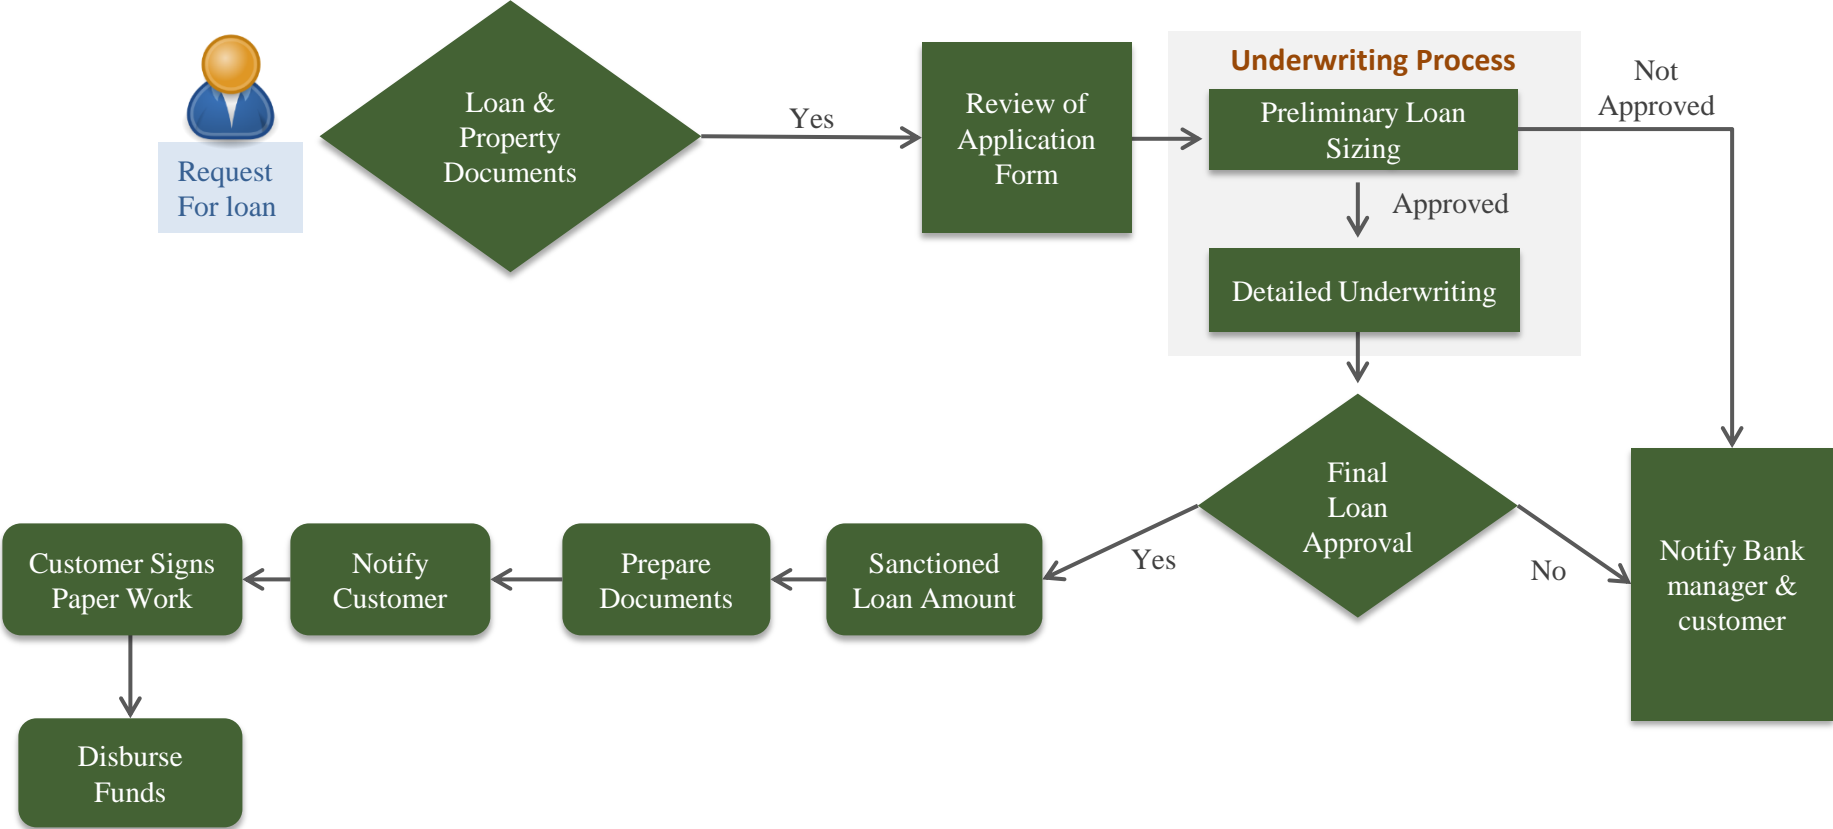 Request
For loan
Loan &
Property
Documents
Yes
Review of
Application
Form
Underwriting Process
Preliminary Loan
Sizing
Not
Approved
Approved
Detailed Underwriting
Final
Loan
Approval
Yes
No
Notify Bank
manager &
customer
Sanctioned
Loan Amount
Prepare
Documents
Notify
Customer
Customer Signs
Paper Work
Disburse
Funds